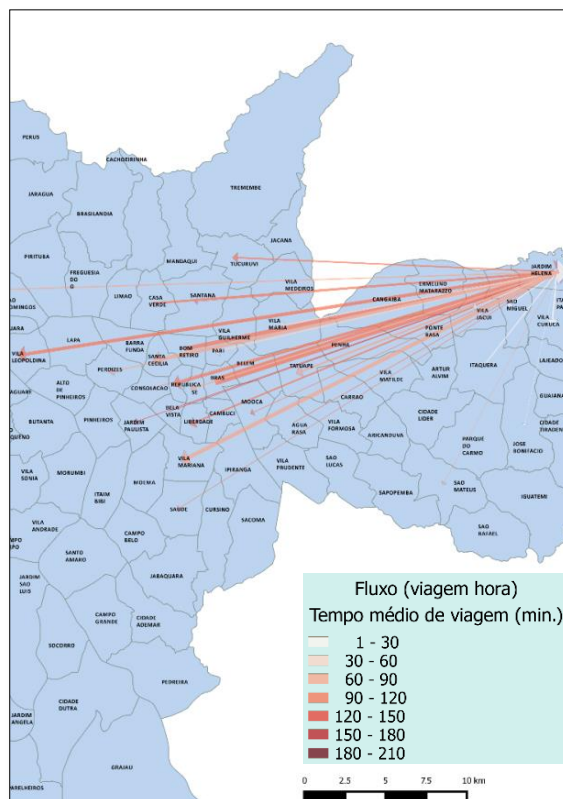 PERUS
CACHOEIRINHA
TREMEMBE
JARAGUA
BRASILANDIA
JACANA
PIRITUBA
MANDAQUI
TUCURUVI
JARDIM
HELENA
FREGUESIA
DO
O
VILA
MEDEIROS
ERMELINO
MATARAZZO
LIMAO
CASA
VERDE
SANTANA
CANGAIBA
SAO
MIGUEL
VILA
JACUI
VILA
CURUCA
VILA
MARIA
VILA
GUILHERME
PONTE
RASA
LAPA
BARRA
FUNDA
BOM
RETIRO
PARI
PENHA
VILA
LEOPOLDINA
SANTA
CECILIA
BELEM
TATUAPE
ARTUR
ALVIM
ITAQUERA
LAJEADO
PERDIZES
VILA
MATILDE
ALTO
DE
PINHEIROS
CONSOLACAO
REPUBLICA
SE
BRAS
MOOCA
CARRAO
CIDADE
LIDER
BUTANTA
PINHEIROS
BELA
VISTA
CAMBUCI
LIBERDADE
JARDIM
PAULISTA
AGUA
RASA
VILA
FORMOSA
ARICANDUVA
PARQUE
DO
CARMO
JOSE
BONIFACIO
CIDADE
VILA
SONIA
MORUMBI
VILA
MARIANA
IPIRANGA
VILA
PRUDENTE
SAO
LUCAS
ITAIM
BIBI
MOEMA
SAPOPEMBA
SAO
MATEUS
IGUATEMI
SAUDE
CURSINO
SACOMA
VILA
ANDRADE
CAMPO
BELO
SAO
RAFAEL
SANTO
AMARO
JARDIM
SAO
LUIS
JABAQUARA
CAMPO
GRANDE
CIDADE
ADEMAR
SOCORRO
PEDREIRA
CIDADE
DUTRA
GRAJAU
Fluxo (viagem hora)
Tempo médio de viagem (min.)
1 - 30
30 - 60
60 - 90
90 - 120
120 - 150
150 - 180
180 - 210
0 2.5 5 7.5 10 km